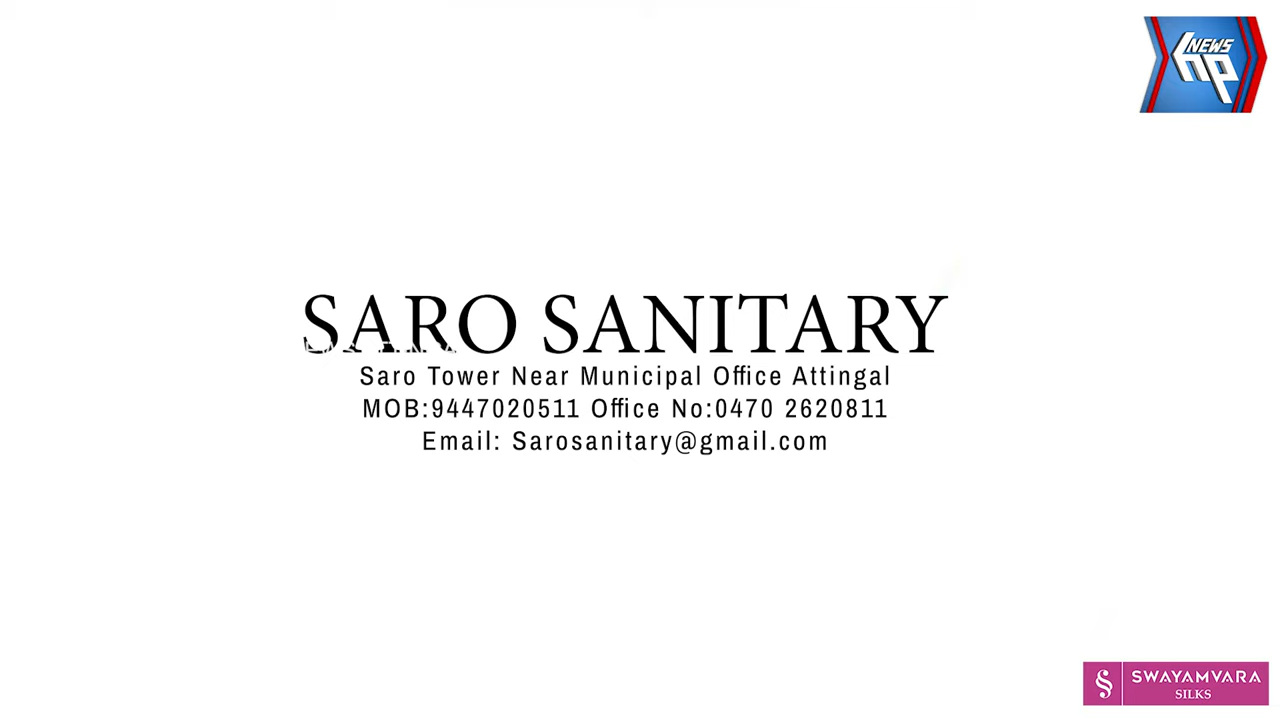 NEWS
hp
SARO SANITARY
Saro Tower Near Municipal Office Attingal
MOB:9447020511 Office No:0470 2620811
Email: Sarosanitary@gmail.com
SWAYAMVARA
SILKS